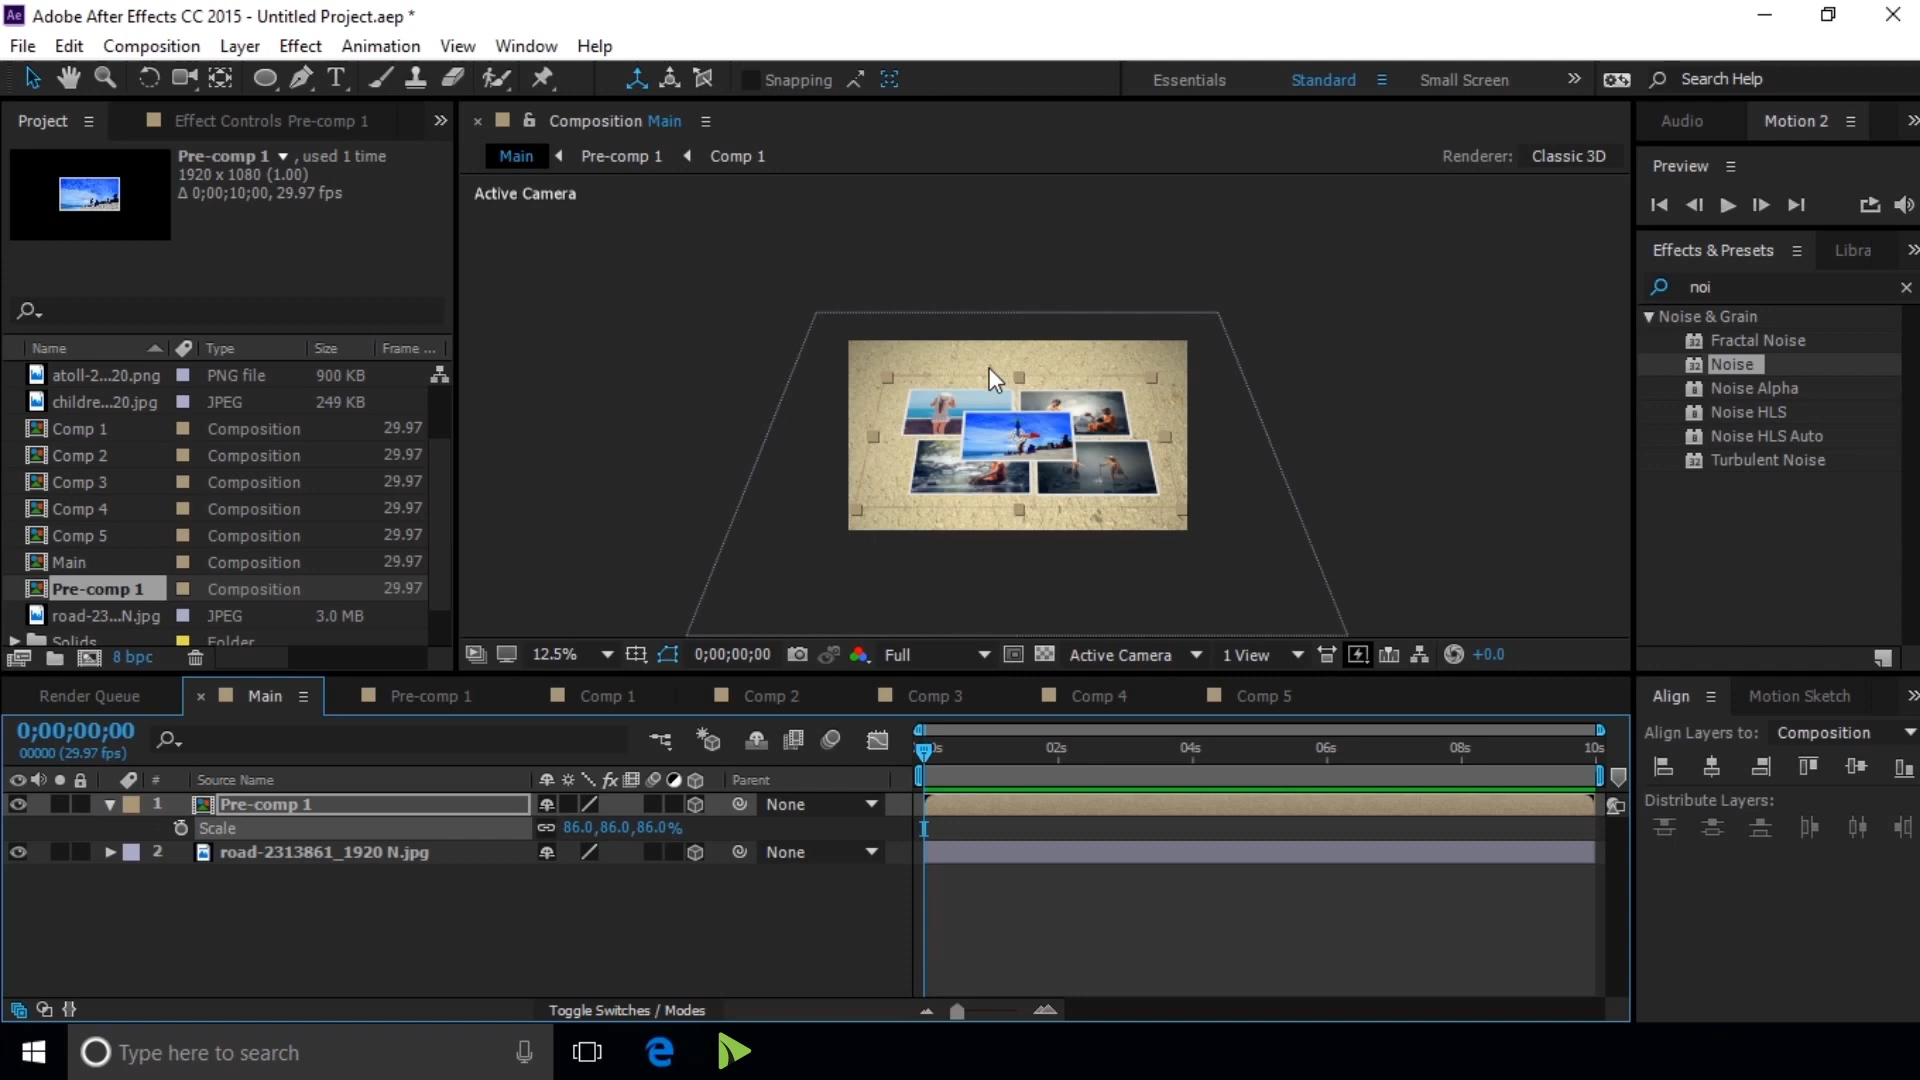 Ae Adobe After Effects CC 2015 - Untitled Project.aep *
File Edit Composition Layer Effect Animation View Window Help
T Snapping Essentials Standard Small Screen Search Help
Project Effect Controls Pre-comp 1
Composition Main
Audio Motion 2
Pre-comp 1 , used 1 time
1920 x 1080 (1.00)
Δ 0;00;10;00, 29.97 fps
Main Pre-comp 1 Comp 1
Renderer: Classic 3D
Active Camera
Preview
Effects & Presets Libra
noi
Noise & Grain
32 Fractal Noise
32 Noise
8 Noise Alpha
8 Noise HLS
8 Noise HLS Auto
32 Turbulent Noise
Name Type Size Frame ...
atoll-2...20.png PNG file 900 KB
childre...20.jpg JPEG 249 KB
Comp 1 Composition 29.97
Comp 2 Composition 29.97
Comp 3 Composition 29.97
Comp 4 Composition 29.97
Comp 5 Composition 29.97
Main Composition 29.97
Pre-comp 1 Composition 29.97
road-23...N.jpg JPEG 3.0 MB
Solids Folder
8 bpc
12.5% 0;00;00;00 Full Active Camera 1 View +0.0
Render Queue Main Pre-comp 1 Comp 1 Comp 2 Comp 3 Comp 4 Comp 5
Align Motion Sketch
0;00;00;00
00000 (29.97 fps)
02s 04s 06s 08s 10s
Align Layers to: Composition
Distribute Layers:
# Source Name fx Parent
1 Pre-comp 1 None
Scale 86.0,86.0,86.0%
2 road-2313861_1920 N.jpg None
Toggle Switches / Modes
Type here to search